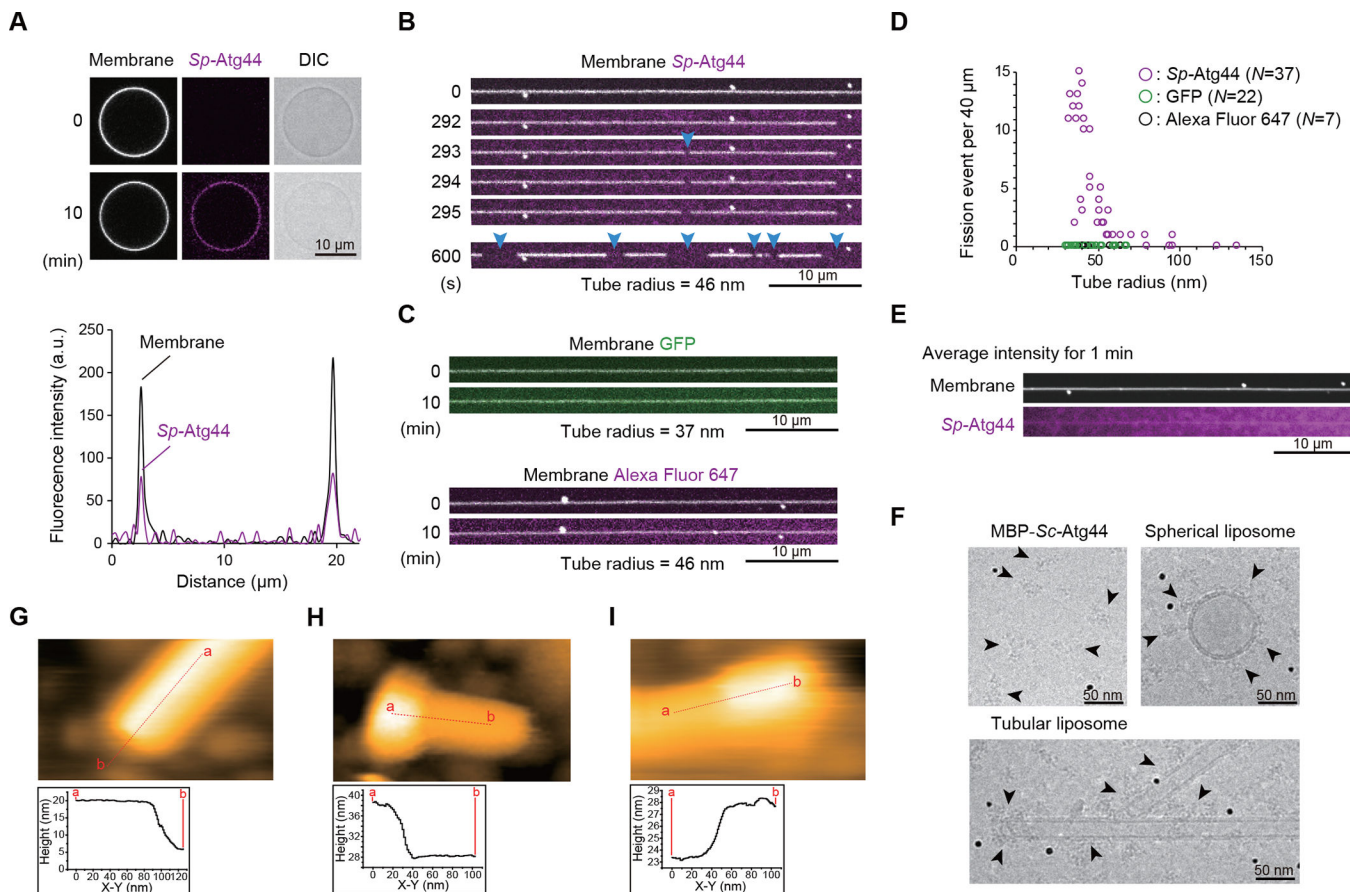 A
Membrane Sp-Atg44 DIC
0
10
(min)
10 µm
Fluorecence intensity (a.u.)
250
200
150
100
50
0
Membrane
Sp-Atg44
0 10 20
Distance (µm)
B
Membrane Sp-Atg44
0
292
293
294
295
600
(s)
Tube radius = 46 nm
10 µm
C
Membrane GFP
0
10
(min)
Tube radius = 37 nm
10 µm
Membrane Alexa Fluor 647
0
10
(min)
Tube radius = 46 nm
10 µm
D
Fission event per 40 µm
15
10
5
0
0 50 100 150
Tube radius (nm)
: Sp-Atg44 (N=37)
: GFP (N=22)
: Alexa Fluor 647 (N=7)
E
Average intensity for 1 min
Membrane
Sp-Atg44
10 µm
F
MBP-Sc-Atg44
50 nm
Spherical liposome
50 nm
Tubular liposome
50 nm
G
a
b
Height (nm)
20
15
10
5
0
a
b
0 20 40 60 80 100 120
X-Y (nm)
H
a
b
Height (nm)
40
36
32
28
a
b
0 20 40 60 80 100
X-Y (nm)
I
a
b
Height (nm)
29
28
27
26
25
24
23
a
b
0 20 40 60 80 100
X-Y (nm)